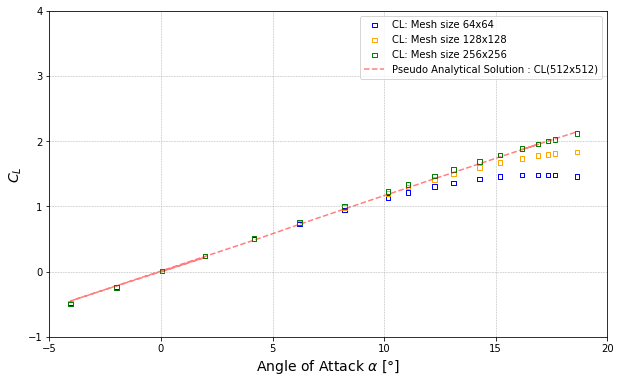 CL: Mesh size 64x64
CL: Mesh size 128x128
CL: Mesh size 256x256
Pseudo Analytical Solution : CL(512x512)
4
3
2
1
0
−1
C_L
−5
0
5
10
15
20
Angle of Attack α [°]